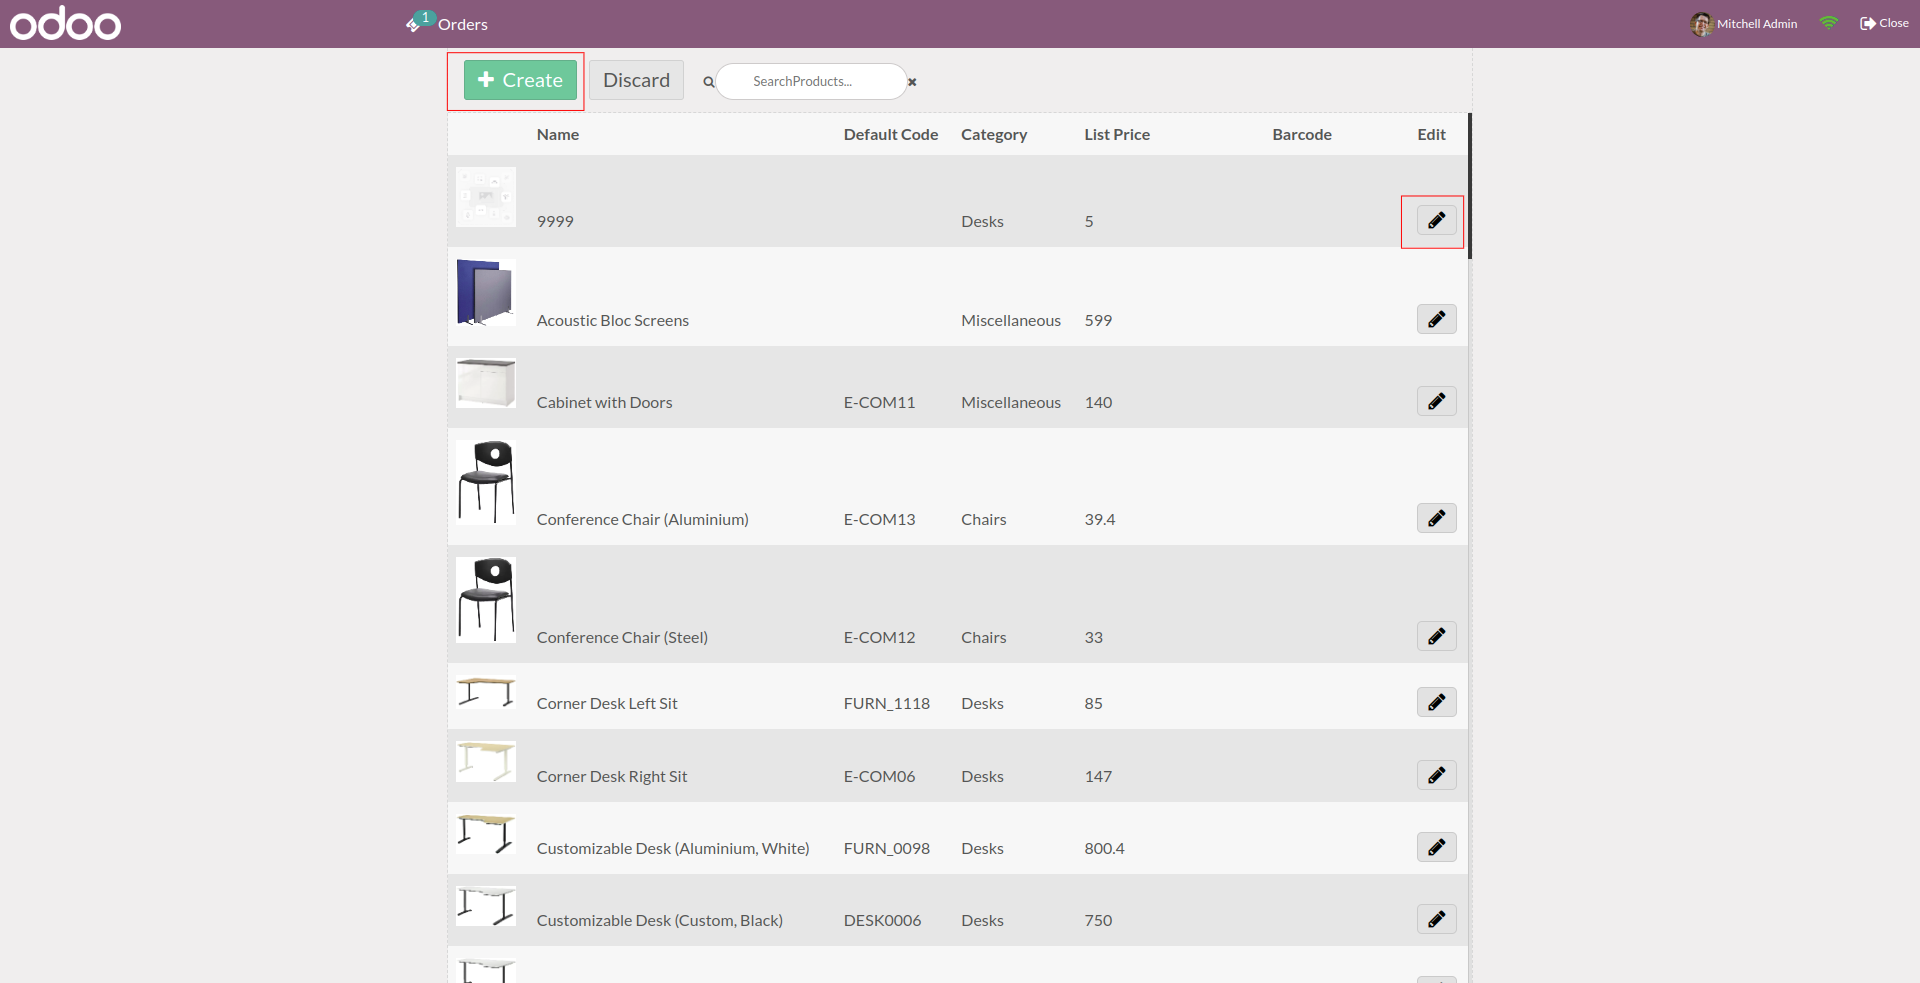 odoo
1
Orders
Mitchell Admin
Close
Create
Discard
SearchProducts...
Name Default Code Category List Price Barcode Edit
9999 Desks 5
Acoustic Bloc Screens Miscellaneous 599
Cabinet with Doors E-COM11 Miscellaneous 140
Conference Chair (Aluminium) E-COM13 Chairs 39.4
Conference Chair (Steel) E-COM12 Chairs 33
Corner Desk Left Sit FURN_1118 Desks 85
Corner Desk Right Sit E-COM06 Desks 147
Customizable Desk (Aluminium, White) FURN_0098 Desks 800.4
Customizable Desk (Custom, Black) DESK0006 Desks 750